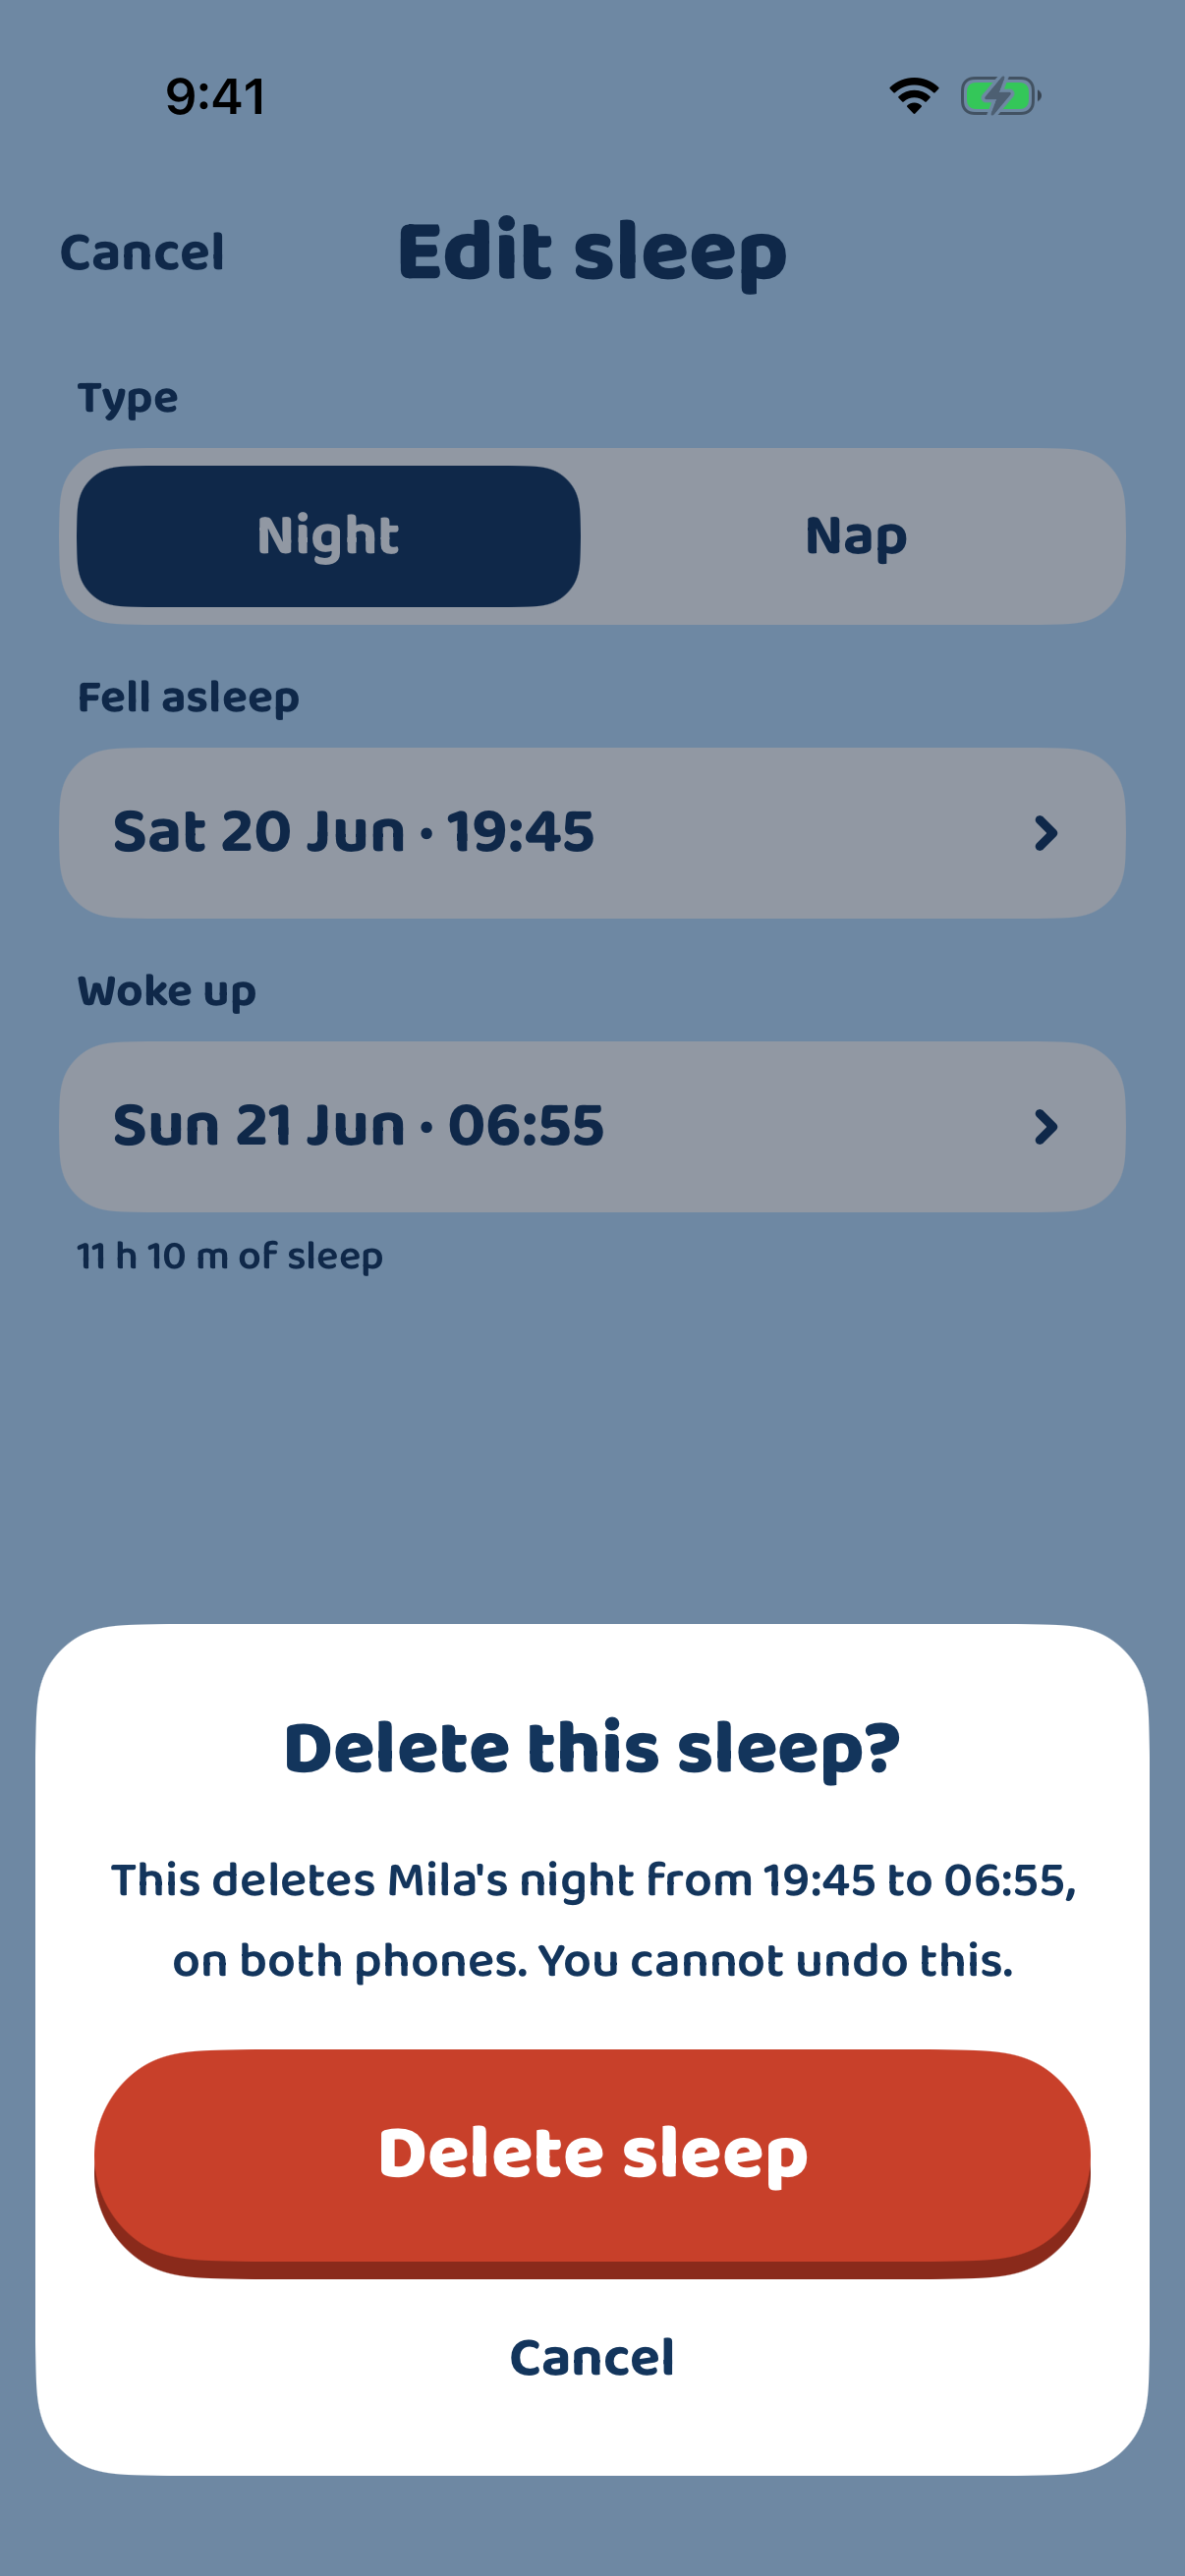 9:41
Cancel
Edit sleep
Type
Night
Nap
Fell asleep
Sat 20 Jun · 19:45
Woke up
Sun 21 Jun · 06:55
11 h 10 m of sleep
Delete this sleep?
This deletes Mila's night from 19:45 to 06:55,
on both phones. You cannot undo this.
Delete sleep
Cancel